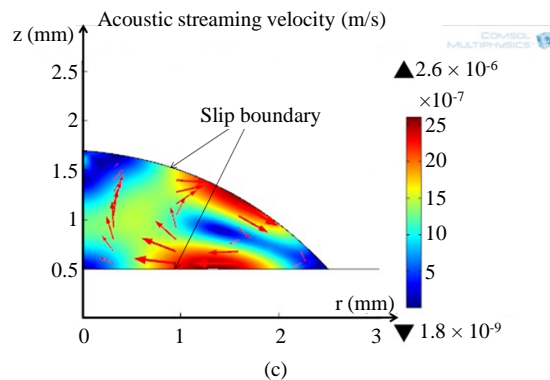 Acoustic streaming velocity (m/s)
z (mm)
COMSOL
MULTIPHYSICS
2.5
2
1.5
1
0.5
0
Slip boundary
▲ 2.6 × 10⁻⁶
×10⁻⁷
25
20
15
10
5
▼ 1.8 × 10⁻⁹
r (mm)
0 1 2 3
(c)